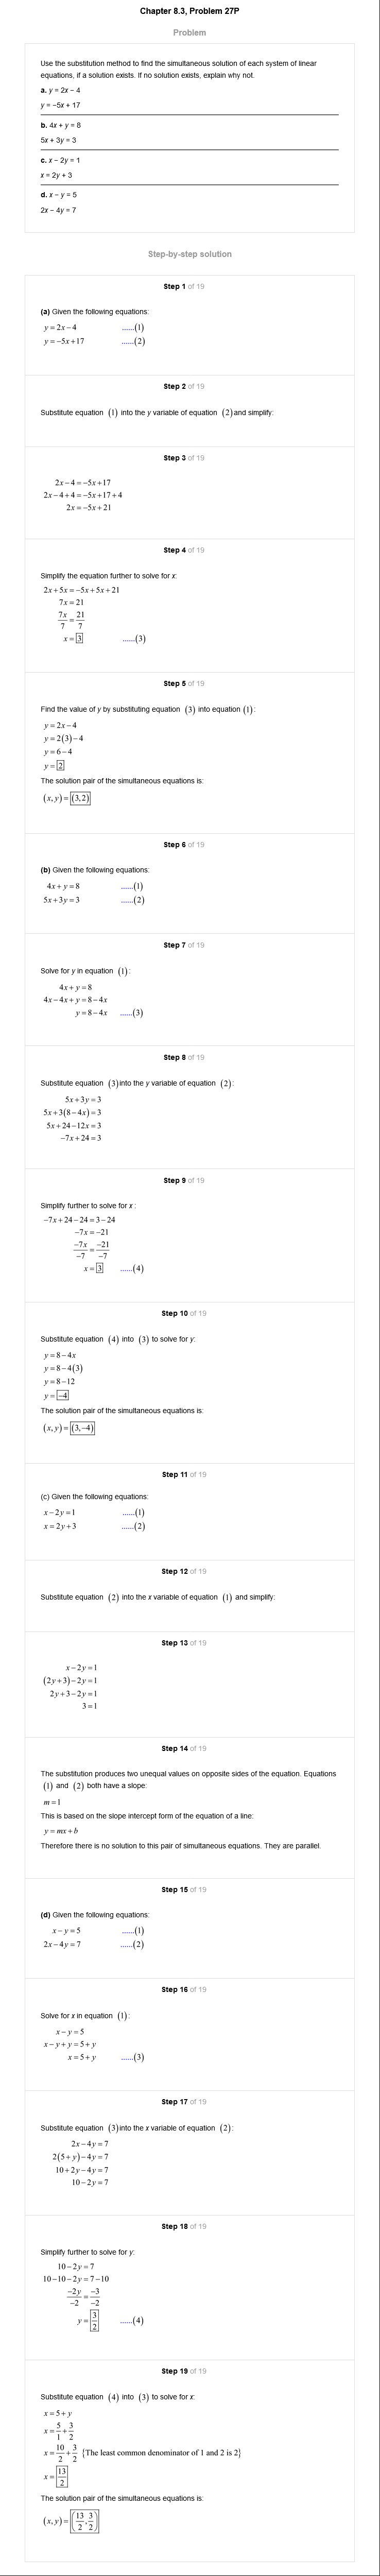 Chapter 8.3, Problem 27P
Problem
Use the substitution method to find the simultaneous solution of each system of linear
equations, if a solution exists. If no solution exists, explain why not.
a. y = 2x − 4
y = −5x + 17
b. 4x + y = 8
5x + 3y = 3
c. x − 2y = 1
x = 2y + 3
d. x − y = 5
2x − 4y = 7
Step-by-step solution
Step 1 of 19
(a) Given the following equations:
y = 2x − 4 ......(1)
y = −5x + 17 ......(2)
Step 2 of 19
Substitute equation (1) into the y variable of equation (2) and simplify:
Step 3 of 19
2x − 4 = −5x + 17
2x − 4 + 4 = −5x + 17 + 4
2x = −5x + 21
Step 4 of 19
Simplify the equation further to solve for x:
2x + 5x = −5x + 5x + 21
7x = 21
7x/7 = 21/7
x = 3 ......(3)
Step 5 of 19
Find the value of y by substituting equation (3) into equation (1):
y = 2x − 4
y = 2(3) − 4
y = 6 − 4
y = 2
The solution pair of the simultaneous equations is:
(x, y) = (3, 2)
Step 6 of 19
(b) Given the following equations:
4x + y = 8 ......(1)
5x + 3y = 3 ......(2)
Step 7 of 19
Solve for y in equation (1):
4x + y = 8
4x − 4x + y = 8 − 4x
y = 8 − 4x ......(3)
Step 8 of 19
Substitute equation (3) into the y variable of equation (2):
5x + 3y = 3
5x + 3(8 − 4x) = 3
5x + 24 − 12x = 3
−7x + 24 = 3
Step 9 of 19
Simplify further to solve for x :
−7x + 24 − 24 = 3 − 24
−7x = −21
−7x/−7 = −21/−7
x = 3 ......(4)
Step 10 of 19
Substitute equation (4) into (3) to solve for y:
y = 8 − 4x
y = 8 − 4(3)
y = 8 − 12
y = −4
The solution pair of the simultaneous equations is:
(x, y) = (3, −4)
Step 11 of 19
(c) Given the following equations:
x − 2y = 1 ......(1)
x = 2y + 3 ......(2)
Step 12 of 19
Substitute equation (2) into the x variable of equation (1) and simplify:
Step 13 of 19
x − 2y = 1
(2y + 3) − 2y = 1
2y + 3 − 2y = 1
3 = 1
Step 14 of 19
The substitution produces two unequal values on opposite sides of the equation. Equations
(1) and (2) both have a slope:
m = 1
This is based on the slope intercept form of the equation of a line:
y = mx + b
Therefore there is no solution to this pair of simultaneous equations. They are parallel.
Step 15 of 19
(d) Given the following equations:
x − y = 5 ......(1)
2x − 4y = 7 ......(2)
Step 16 of 19
Solve for x in equation (1):
x − y = 5
x − y + y = 5 + y
x = 5 + y ......(3)
Step 17 of 19
Substitute equation (3) into the x variable of equation (2):
2x − 4y = 7
2(5 + y) − 4y = 7
10 + 2y − 4y = 7
10 − 2y = 7
Step 18 of 19
Simplify further to solve for y:
10 − 2y = 7
10 − 10 − 2y = 7 − 10
−2y/−2 = −3/−2
y = 3/2 ......(4)
Step 19 of 19
Substitute equation (4) into (3) to solve for x:
x = 5 + y
x = 5/1 + 3/2
x = 10/2 + 3/2 {The least common denominator of 1 and 2 is 2}
x = 13/2
The solution pair of the simultaneous equations is:
(x, y) = (13/2, 3/2)